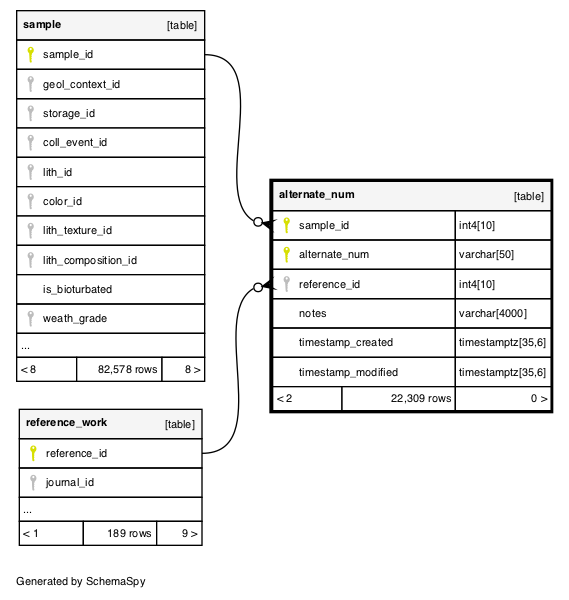 sample [table]
sample_id
geol_context_id
storage_id
coll_event_id
lith_id
color_id
lith_texture_id
lith_composition_id
is_bioturbated
weath_grade
...
< 8 82,578 rows 8 >
alternate_num [table]
sample_id int4[10]
alternate_num varchar[50]
reference_id int4[10]
notes varchar[4000]
timestamp_created timestamptz[35,6]
timestamp_modified timestamptz[35,6]
< 2 22,309 rows 0 >
reference_work [table]
reference_id
journal_id
...
< 1 189 rows 9 >
Generated by SchemaSpy